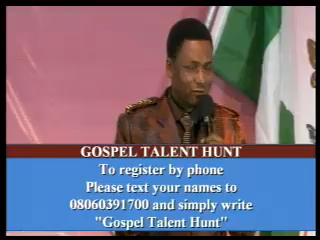 GOSPEL TALENT HUNT
To register by phone
Please text your names to
08060391700 and simply write
"Gospel Talent Hunt"